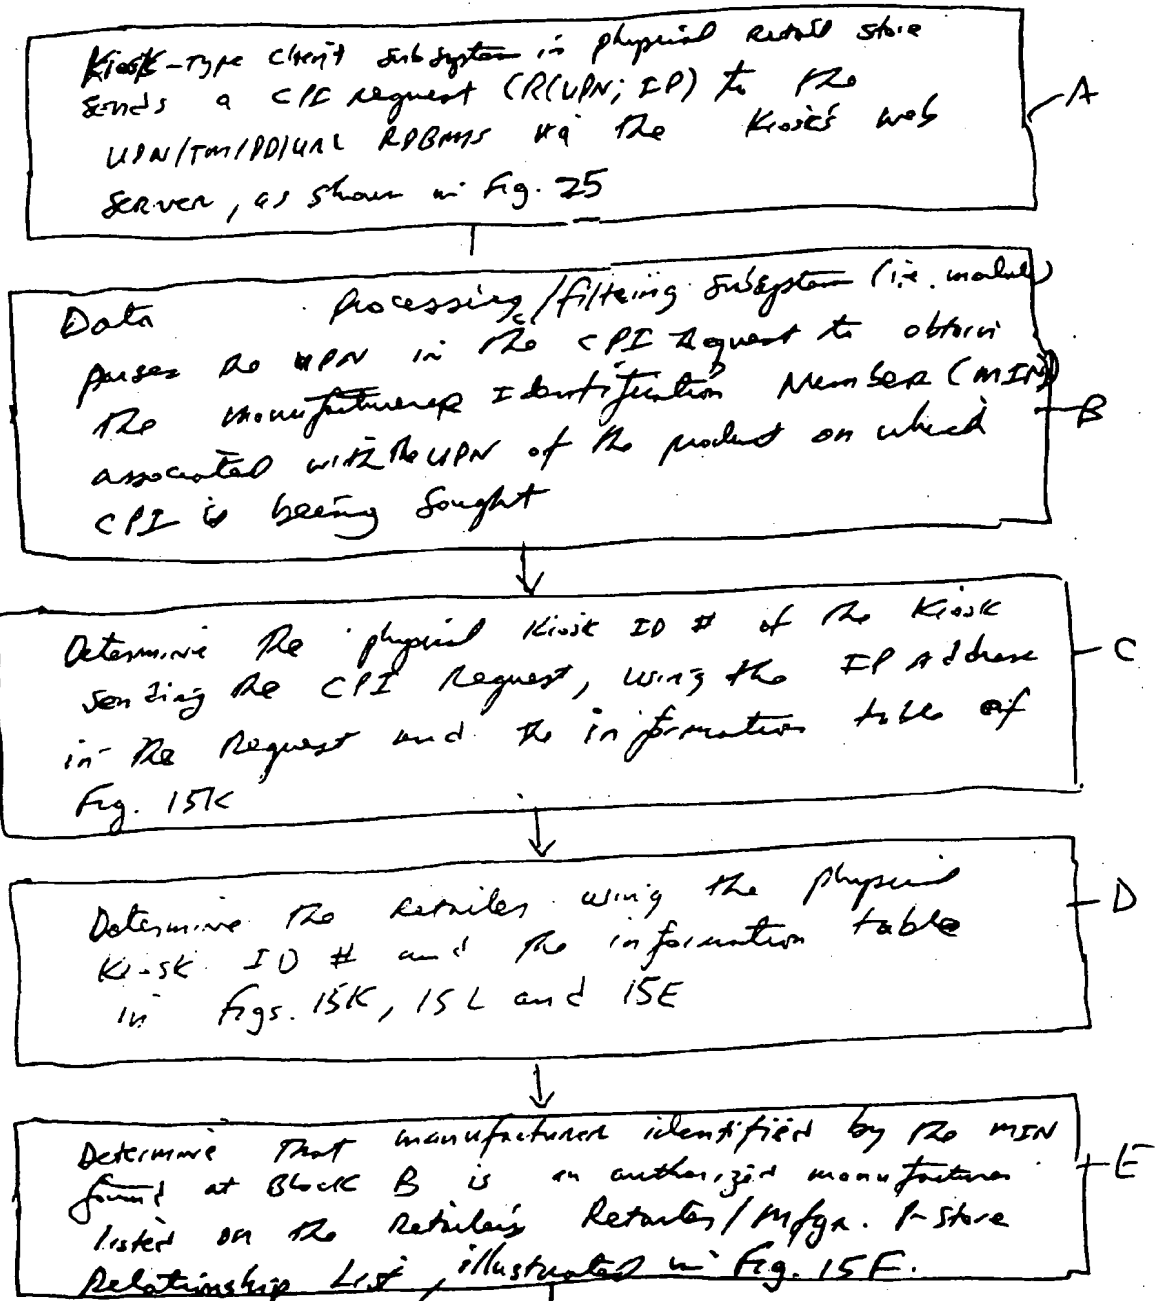 Kiosk-Type Client Subsystem in physical retail store
sends a CPI request (R(UPN; IP) to the
UPN/TM/PD/URL RDBMS via the Kiosk's web
server, as shown in Fig. 25
A
Data Processing/filtering Subsystem (i.e. module)
parses the UPN in the CPI Request to obtain
the manufacturer Identification Number (MIN)
B
associated with the UPN of the product on which
CPI is being sought
Determine the physical Kiosk ID # of the Kiosk
C
sending the CPI Request, using the IP Address
in the Request and the information table of
Fig. 15K
Determine the retailer using the physical
D
Kiosk ID # and the information table
in Figs. 15K, 15L and 15E
Determine That manufacturer identified by the MIN
found at Block B is an authorized manufacturer
E
listed on the Retailer's Retailer/Mfgr. P-Store
Relationship List, illustrated in Fig. 15F.